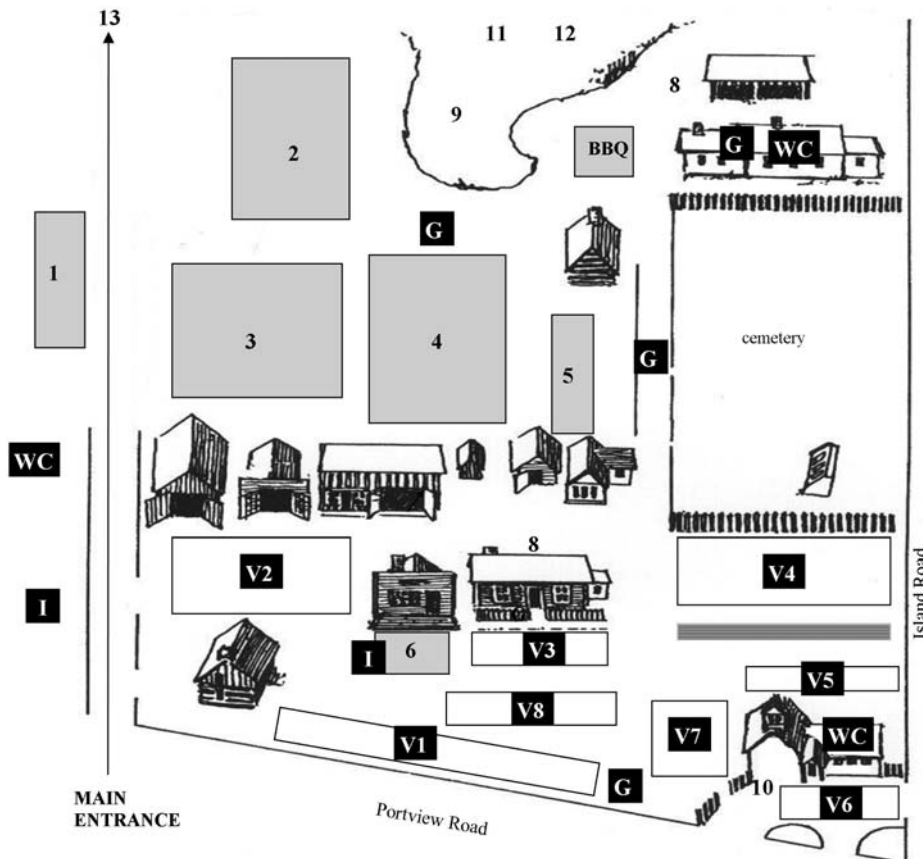 13
11
12
8
2
9
BBQ
G
WC
G
1
3
4
5
G
cemetery
WC
8
V2
V4
I
Island Road
I
6
V3
V5
V8
V1
V7
WC
G
10
V6
MAIN
ENTRANCE
Portview Road